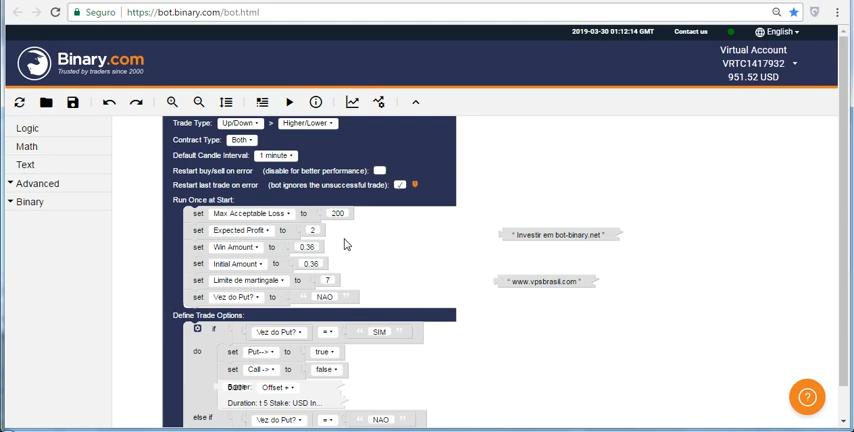 Seguro | https://bot.binary.com/bot.html
2019-03-30 01:12:14 GMT Contact us English
Binary.com
Trusted by traders since 2000
Virtual Account
VRTC1417932
951.52 USD
Logic
Math
Text
Advanced
Binary
Trade Type: Up/Down > Higher/Lower
Contract Type: Both
Default Candle Interval: 1 minute
Restart buy/sell on error (disable for better performance):
Restart last trade on error (bot ignores the unsuccessful trade):
Run Once at Start:
set Max Acceptable Loss to 200
set Expected Profit to 2
set Win Amount to 0.36
set Initial Amount to 0.36
set Limite de martingale to 7
set Vez do Put? to “ NAO ”
" Investir em bot-binary.net "
" www.vpsbrasil.com "
Define Trade Options:
if Vez do Put? = “ SIM ”
do set Put--> to true
set Call -> to false
Offset +
Duration: t 5 Stake: USD In...
else if Vez do Put? = “ NAO ”